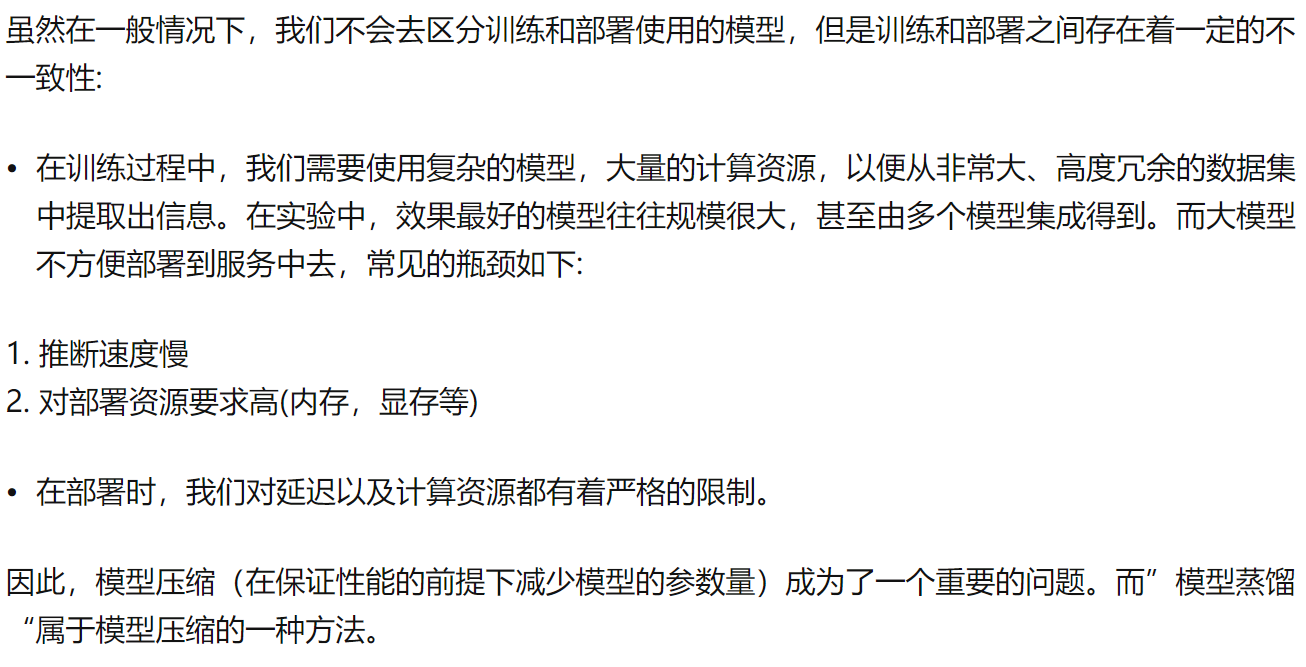 虽然在一般情况下，我们不会去区分训练和部署使用的模型，但是训练和部署之间存在着一定的不
一致性:
• 在训练过程中，我们需要使用复杂的模型，大量的计算资源，以便从非常大、高度冗余的数据集
中提取出信息。在实验中，效果最好的模型往往规模很大，甚至由多个模型集成得到。而大模型
不方便部署到服务中去，常见的瓶颈如下:
1. 推断速度慢
2. 对部署资源要求高(内存，显存等)
• 在部署时，我们对延迟以及计算资源都有着严格的限制。
因此，模型压缩（在保证性能的前提下减少模型的参数量）成为了一个重要的问题。而”模型蒸馏
“属于模型压缩的一种方法。